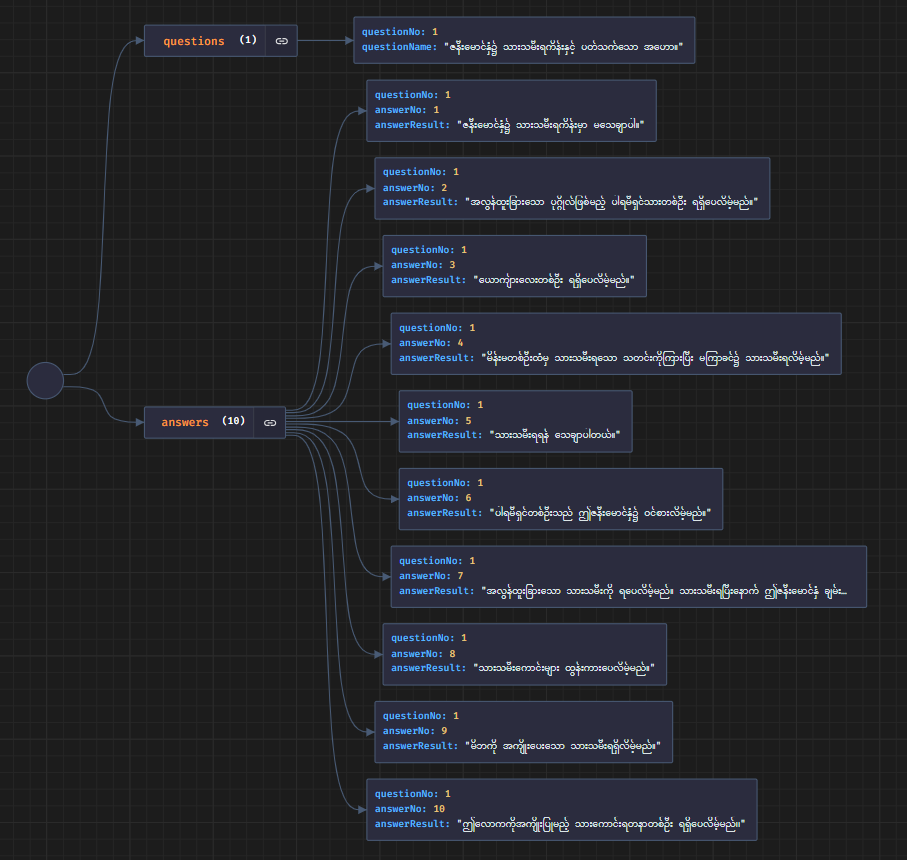 questions (1)
questionNo: 1
questionName: "ဇနီးမောင်နှံ၌ သားသမီးရကိန်းနှင့် ပတ်သက်သော အဟော။"
questionNo: 1
answerNo: 1
answerResult: "ဇနီးမောင်နှံ၌ သားသမီးရကိန်းမှာ မသေချာပါ။"
questionNo: 1
answerNo: 2
answerResult: "အလွန်ထူးခြားသော ပုဂ္ဂိုလ်ဖြစ်မည့် ပါရမီရှင်သားတစ်ဦး ရရှိပေလိမ့်မည်။"
questionNo: 1
answerNo: 3
answerResult: "ယောကျ်ားလေးတစ်ဦး ရရှိပေလိမ့်မည်။"
questionNo: 1
answerNo: 4
answerResult: "မိန်းမတစ်ဦးထံမှ သားသမီးရသော သတင်းကိုကြားပြီး မကြာခင်၌ သားသမီးရလိမ့်မည်။"
answers (10)
questionNo: 1
answerNo: 5
answerResult: "သားသမီးရရန် သေချာပါတယ်။"
questionNo: 1
answerNo: 6
answerResult: "ပါရမီရှင်တစ်ဦးသည် ဤဇနီးမောင်နှံ၌ ဝင်စားလိမ့်မည်။"
questionNo: 1
answerNo: 7
answerResult: "အလွန်ထူးခြားသော သားသမီးကို ရပေလိမ့်မည်။ သားသမီးရပြီးနောက် ဤဇနီးမောင်နှံ ချမ်း…
questionNo: 1
answerNo: 8
answerResult: "သားသမီးကောင်းများ ထွန်းကားပေလိမ့်မည်။"
questionNo: 1
answerNo: 9
answerResult: "မိဘကို အကျိုးပေးသော သားသမီးရရှိလိမ့်မည်။"
questionNo: 1
answerNo: 10
answerResult: "ဤလောကကိုအကျိုးပြုမည့် သားကောင်းရတနာတစ်ဦး ရရှိပေလိမ့်မည်။"